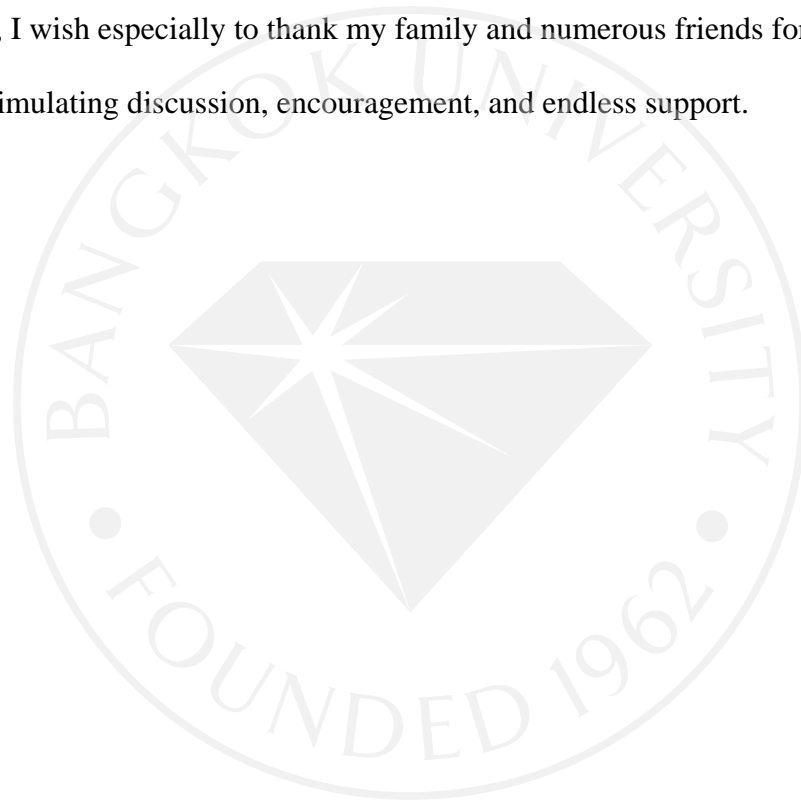 , I wish especially to thank my family and numerous friends for
timulating discussion, encouragement, and endless support.
BANGKOK UNIVERSITY
• FOUNDED 1962 •